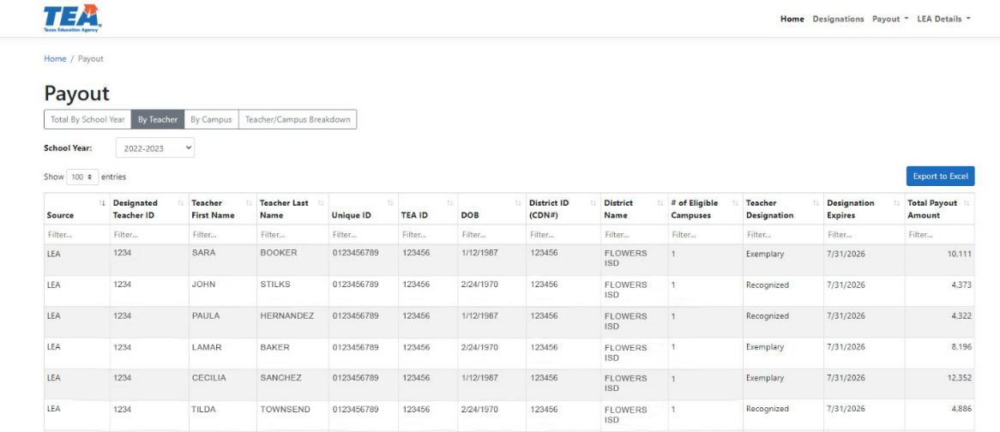 TEA
Texas Education Agency
Home Designations Payout LEA Details
Home / Payout
Payout
Total By School Year By Teacher By Campus Teacher/Campus Breakdown
School Year: 2022-2023
Show 100 entries Export to Excel
Source Designated Teacher ID Teacher First Name Teacher Last Name Unique ID TEA ID DOB District ID (CDN#) District Name # of Eligible Campuses Teacher Designation Designation Expires Total Payout Amount
Filter... Filter... Filter... Filter... Filter... Filter... Filter... Filter... Filter... Filter... Filter... Filter... Filter...
LEA 1234 SARA BOOKER 0123456789 123456 1/12/1987 123456 FLOWERS ISD 1 Exemplary 7/31/2026 10,111
LEA 1234 JOHN STILKS 0123456789 123456 2/24/1970 123456 FLOWERS ISD 1 Recognized 7/31/2026 4,373
LEA 1234 PAULA HERNANDEZ 0123456789 123456 1/12/1987 123456 FLOWERS ISD 1 Recognized 7/31/2026 4,322
LEA 1234 LAMAR BAKER 0123456789 123456 2/24/1970 123456 FLOWERS ISD 1 Exemplary 7/31/2026 8,196
LEA 1234 CECILIA SANCHEZ 0123456789 123456 1/12/1987 123456 FLOWERS ISD 1 Exemplary 7/31/2026 12,352
LEA 1234 TILDA TOWNSEND 0123456789 123456 2/24/1970 123456 FLOWERS ISD 1 Recognized 7/31/2026 4,886